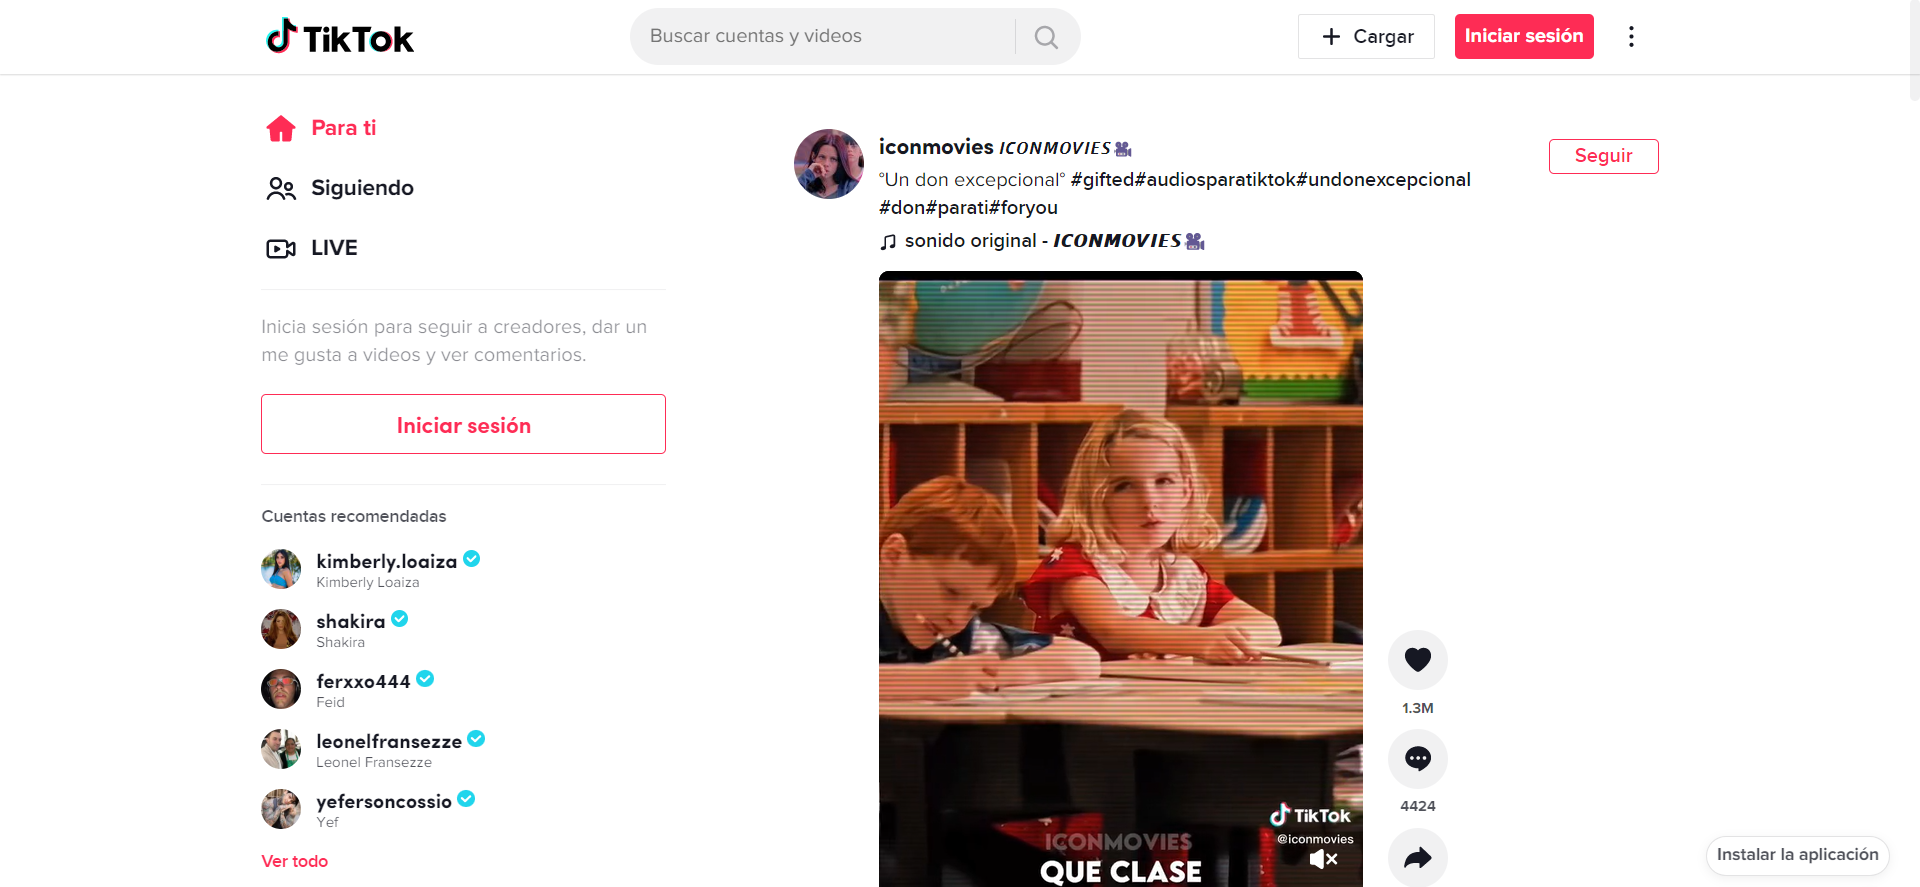 TikTok
Buscar cuentas y videos
Cargar
Iniciar sesión
Para ti
Siguiendo
LIVE
Inicia sesión para seguir a creadores, dar un
me gusta a videos y ver comentarios.
Iniciar sesión
Cuentas recomendadas
kimberly.loaiza
Kimberly Loaiza
shakira
Shakira
ferxxo444
Feid
leonelfransezze
Leonel Fransezze
yefersoncossio
Yef
Ver todo
iconmovies ICONMOVIES🎥
°Un don excepcional° #gifted#audiosparatiktok#undonexcepcional
#don#parati#foryou
sonido original - ICONMOVIES🎥
Seguir
TikTok
@iconmovies
ICONMOVIES
QUE CLASE
1.3M
4424
Instalar la aplicación